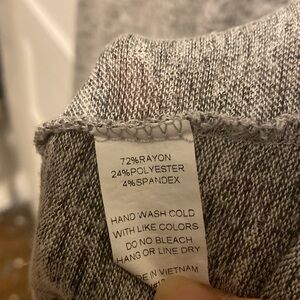 72%RAYON
24%POLYESTER
4%SPANDEX
HAND WASH COLD
WITH LIKE COLORS
DO NO BLEACH
HANG OR LINE DRY
IN VIETNAM